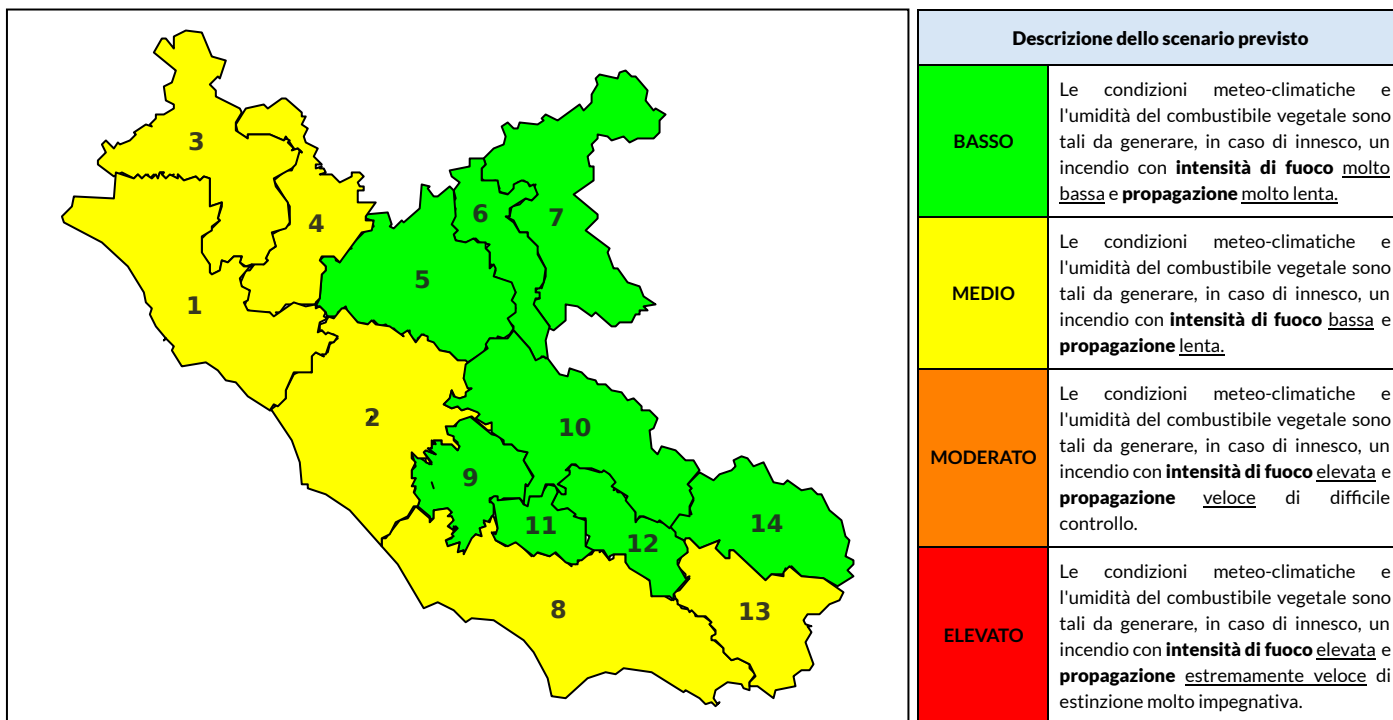 3
4
6
7
5
1
2
10
9
11
12
14
8
13
Descrizione dello scenario previsto
BASSO
Le condizioni meteo-climatiche e
l'umidità del combustibile vegetale sono
tali da generare, in caso di innesco, un
incendio con intensità di fuoco molto
bassa e propagazione molto lenta.
MEDIO
Le condizioni meteo-climatiche e
l'umidità del combustibile vegetale sono
tali da generare, in caso di innesco, un
incendio con intensità di fuoco bassa e
propagazione lenta.
MODERATO
Le condizioni meteo-climatiche e
l'umidità del combustibile vegetale sono
tali da generare, in caso di innesco, un
incendio con intensità di fuoco elevata e
propagazione veloce di difficile
controllo.
ELEVATO
Le condizioni meteo-climatiche e
l'umidità del combustibile vegetale sono
tali da generare, in caso di innesco, un
incendio con intensità di fuoco elevata e
propagazione estremamente veloce di
estinzione molto impegnativa.